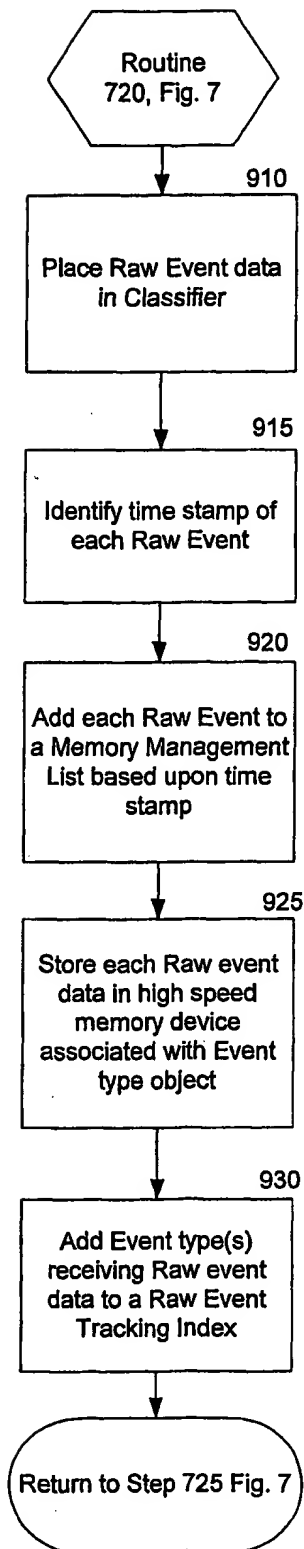 Routine
720, Fig. 7
910
Place Raw Event data
in Classifier
915
Identify time stamp of
each Raw Event
920
Add each Raw Event to
a Memory Management
List based upon time
stamp
925
Store each Raw event
data in high speed
memory device
associated with Event
type object
930
Add Event type(s)
receiving Raw event
data to a Raw Event
Tracking Index
Return to Step 725 Fig. 7